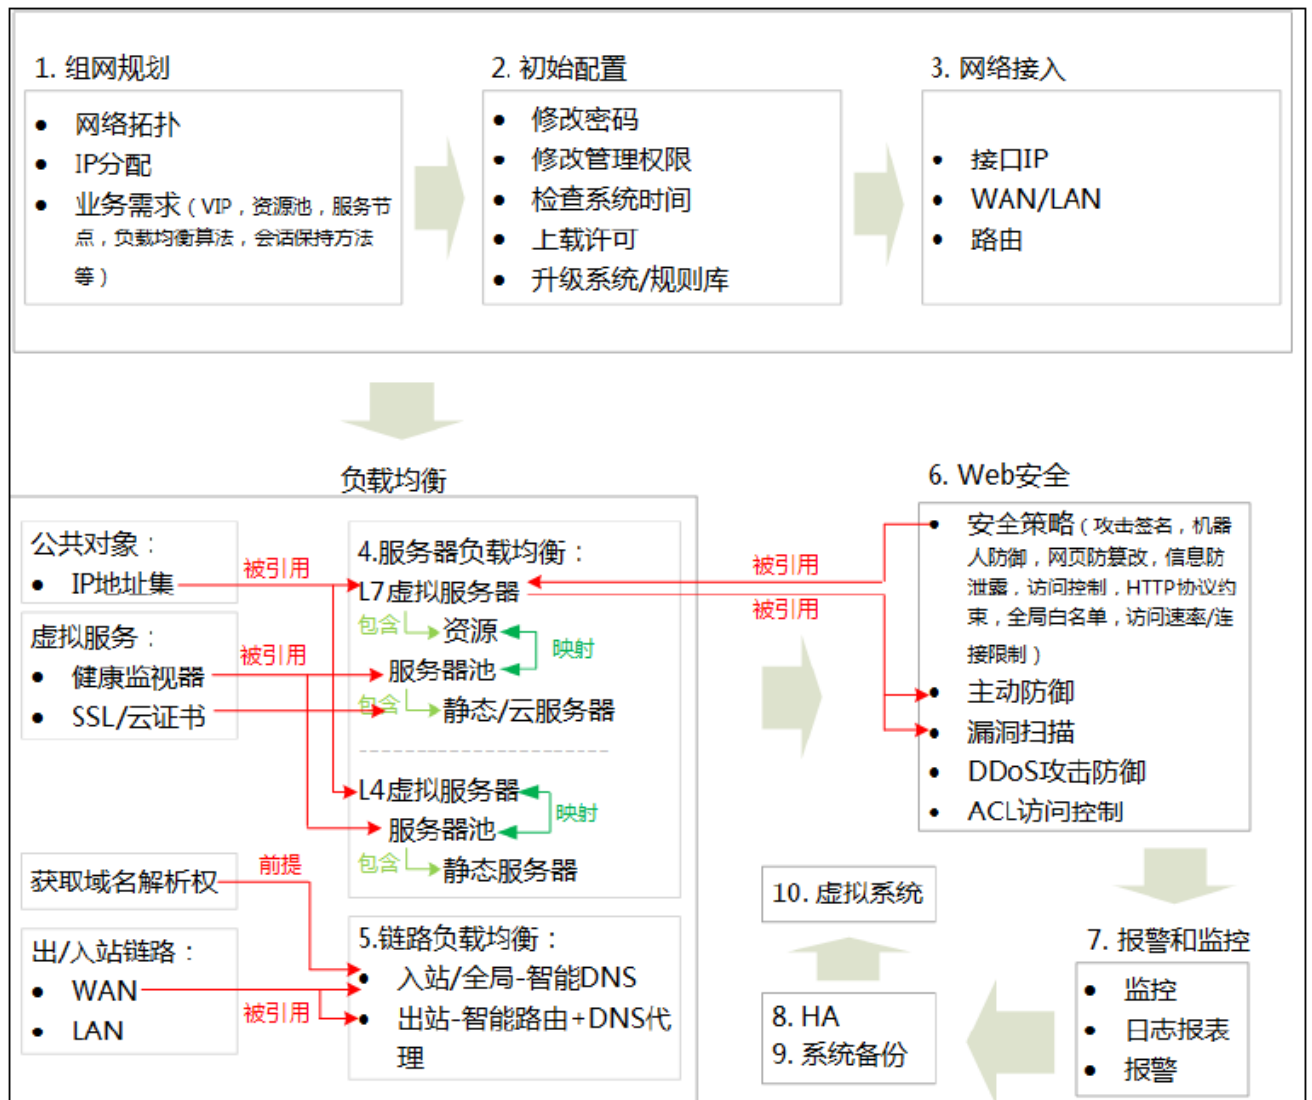 1. 组网规划
网络拓扑
IP分配
业务需求（VIP，资源池，服务节
点，负载均衡算法，会话保持方法
等）
2. 初始配置
修改密码
修改管理权限
检查系统时间
上载许可
升级系统/规则库
3. 网络接入
接口IP
WAN/LAN
路由
负载均衡
公共对象：
IP地址集
被引用
虚拟服务：
健康监视器
SSL/云证书
被引用
获取域名解析权
前提
出/入站链路：
WAN
LAN
被引用
4.服务器负载均衡：
L7虚拟服务器
包含
资源
映射
服务器池
包含
静态/云服务器
L4虚拟服务器
映射
服务器池
包含
静态服务器
5.链路负载均衡：
入站/全局-智能DNS
出站-智能路由+DNS代
理
被引用
被引用
6. Web安全
安全策略（攻击签名，机器
人防御，网页防篡改，信息防
泄露，访问控制，HTTP协议约
束，全局白名单，访问速率/连
接限制）
主动防御
漏洞扫描
DDoS攻击防御
ACL访问控制
7. 报警和监控
监控
日志报表
报警
8. HA
9. 系统备份
10. 虚拟系统